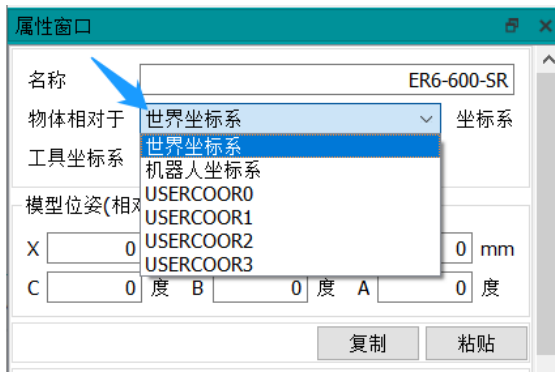 属性窗口
名称 ER6-600-SR
物体相对于 世界坐标系 坐标系
世界坐标系
工具坐标系
机器人坐标系
USERCOOR0
模型位姿(相对
USERCOOR1
USERCOOR2
X 0 0 mm
USERCOOR3
C 0 度 B 0 度 A 0 度
复制 粘贴